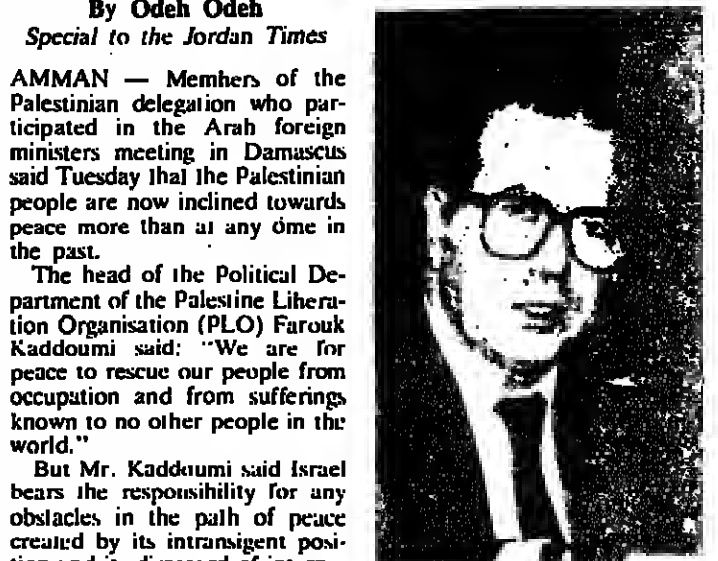 By Odeh Odeh
Special to the Jordan Times
AMMAN — Members of the
Palestinian delegation who par-
ticipated in the Arab foreign
ministers meeting in Damascus
said Tuesday that the Palestinian
people are now inclined towards
peace more than at any time in
the past.
The head of the Political De-
partment of the Palestine Libera-
tion Organisation (PLO) Farouk
Kaddoumi said: "We are for
peace to rescue our people from
occupation and from sufferings
known to no other people in the
world."
But Mr. Kaddoumi said Israel
bears the responsibility for any
obstacles in the path of peace
created by its intransigent posi-